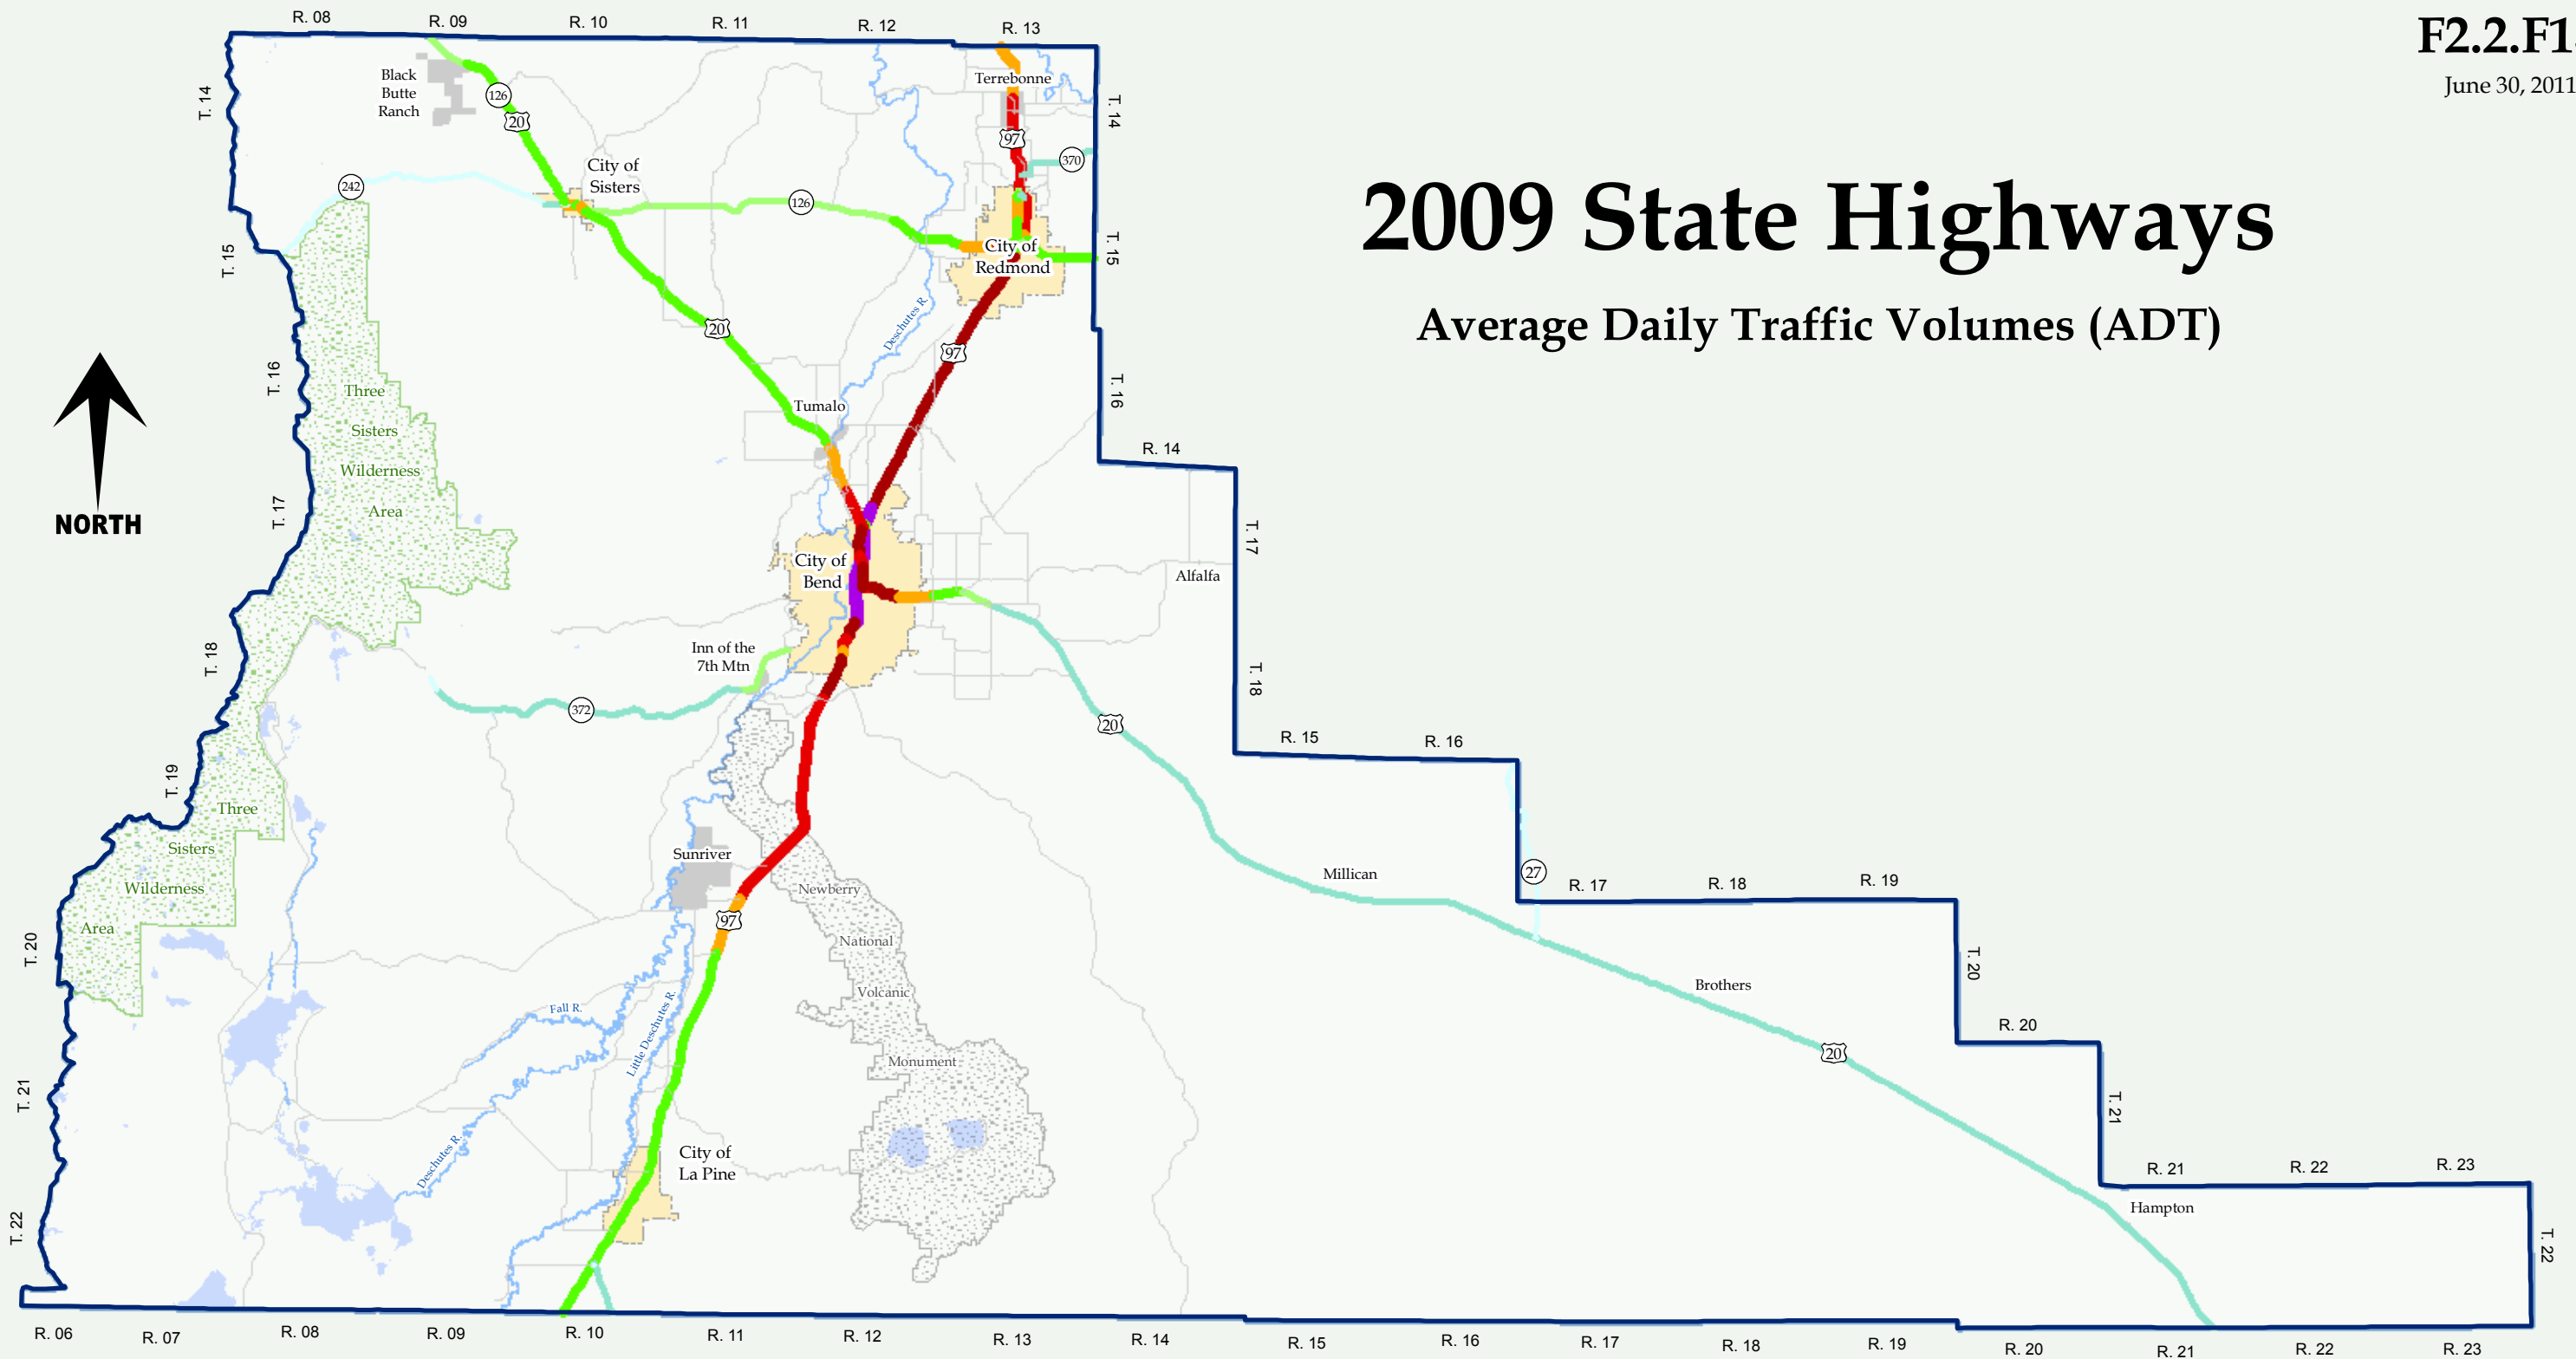 F2.2.F1
June 30, 2011
2009 State Highways
Average Daily Traffic Volumes (ADT)
R. 08
R. 09
R. 10
R. 11
R. 12
R. 13
T. 14
T. 15
T. 16
T. 17
T. 18
T. 19
T. 20
T. 21
T. 22
T. 14
T. 15
T. 16
R. 14
T. 17
T. 18
R. 15
R. 16
R. 17
R. 18
R. 19
T. 20
R. 20
T. 21
R. 21
R. 22
R. 23
T. 22
NORTH
Black
Butte
Ranch
126
20
Terrebonne
97
370
242
City of
Sisters
126
City of
Redmond
20
Deschutes R.
97
Three
Sisters
Wilderness
Area
Tumalo
City of
Bend
Alfalfa
Inn of the
7th Mtn
372
20
Three
Sisters
Wilderness
Area
Sunriver
97
Newberry
National
Volcanic
Monument
Millican
27
Brothers
20
Hampton
Fall R.
Little Deschutes R.
Deschutes R.
City of
La Pine
R. 06
R. 07
R. 08
R. 09
R. 10
R. 11
R. 12
R. 13
R. 14
R. 15
R. 16
R. 17
R. 18
R. 19
R. 20
R. 21
R. 22
R. 23